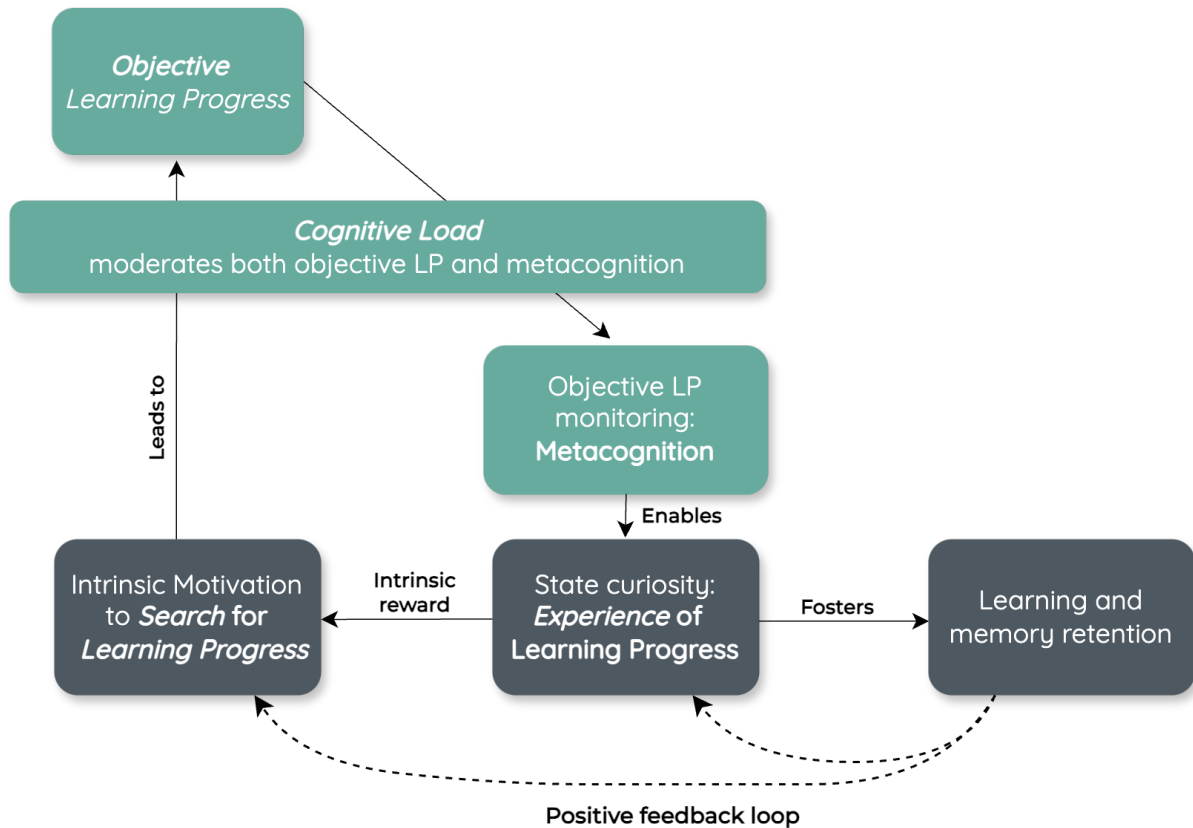 Objective
Learning Progress
Cognitive Load
moderates both objective LP and metacognition
Leads to
Objective LP
monitoring:
Metacognition
Enables
Intrinsic Motivation
to Search for
Learning Progress
Intrinsic
reward
State curiosity:
Experience of
Learning Progress
Fosters
Learning and
memory retention
Positive feedback loop